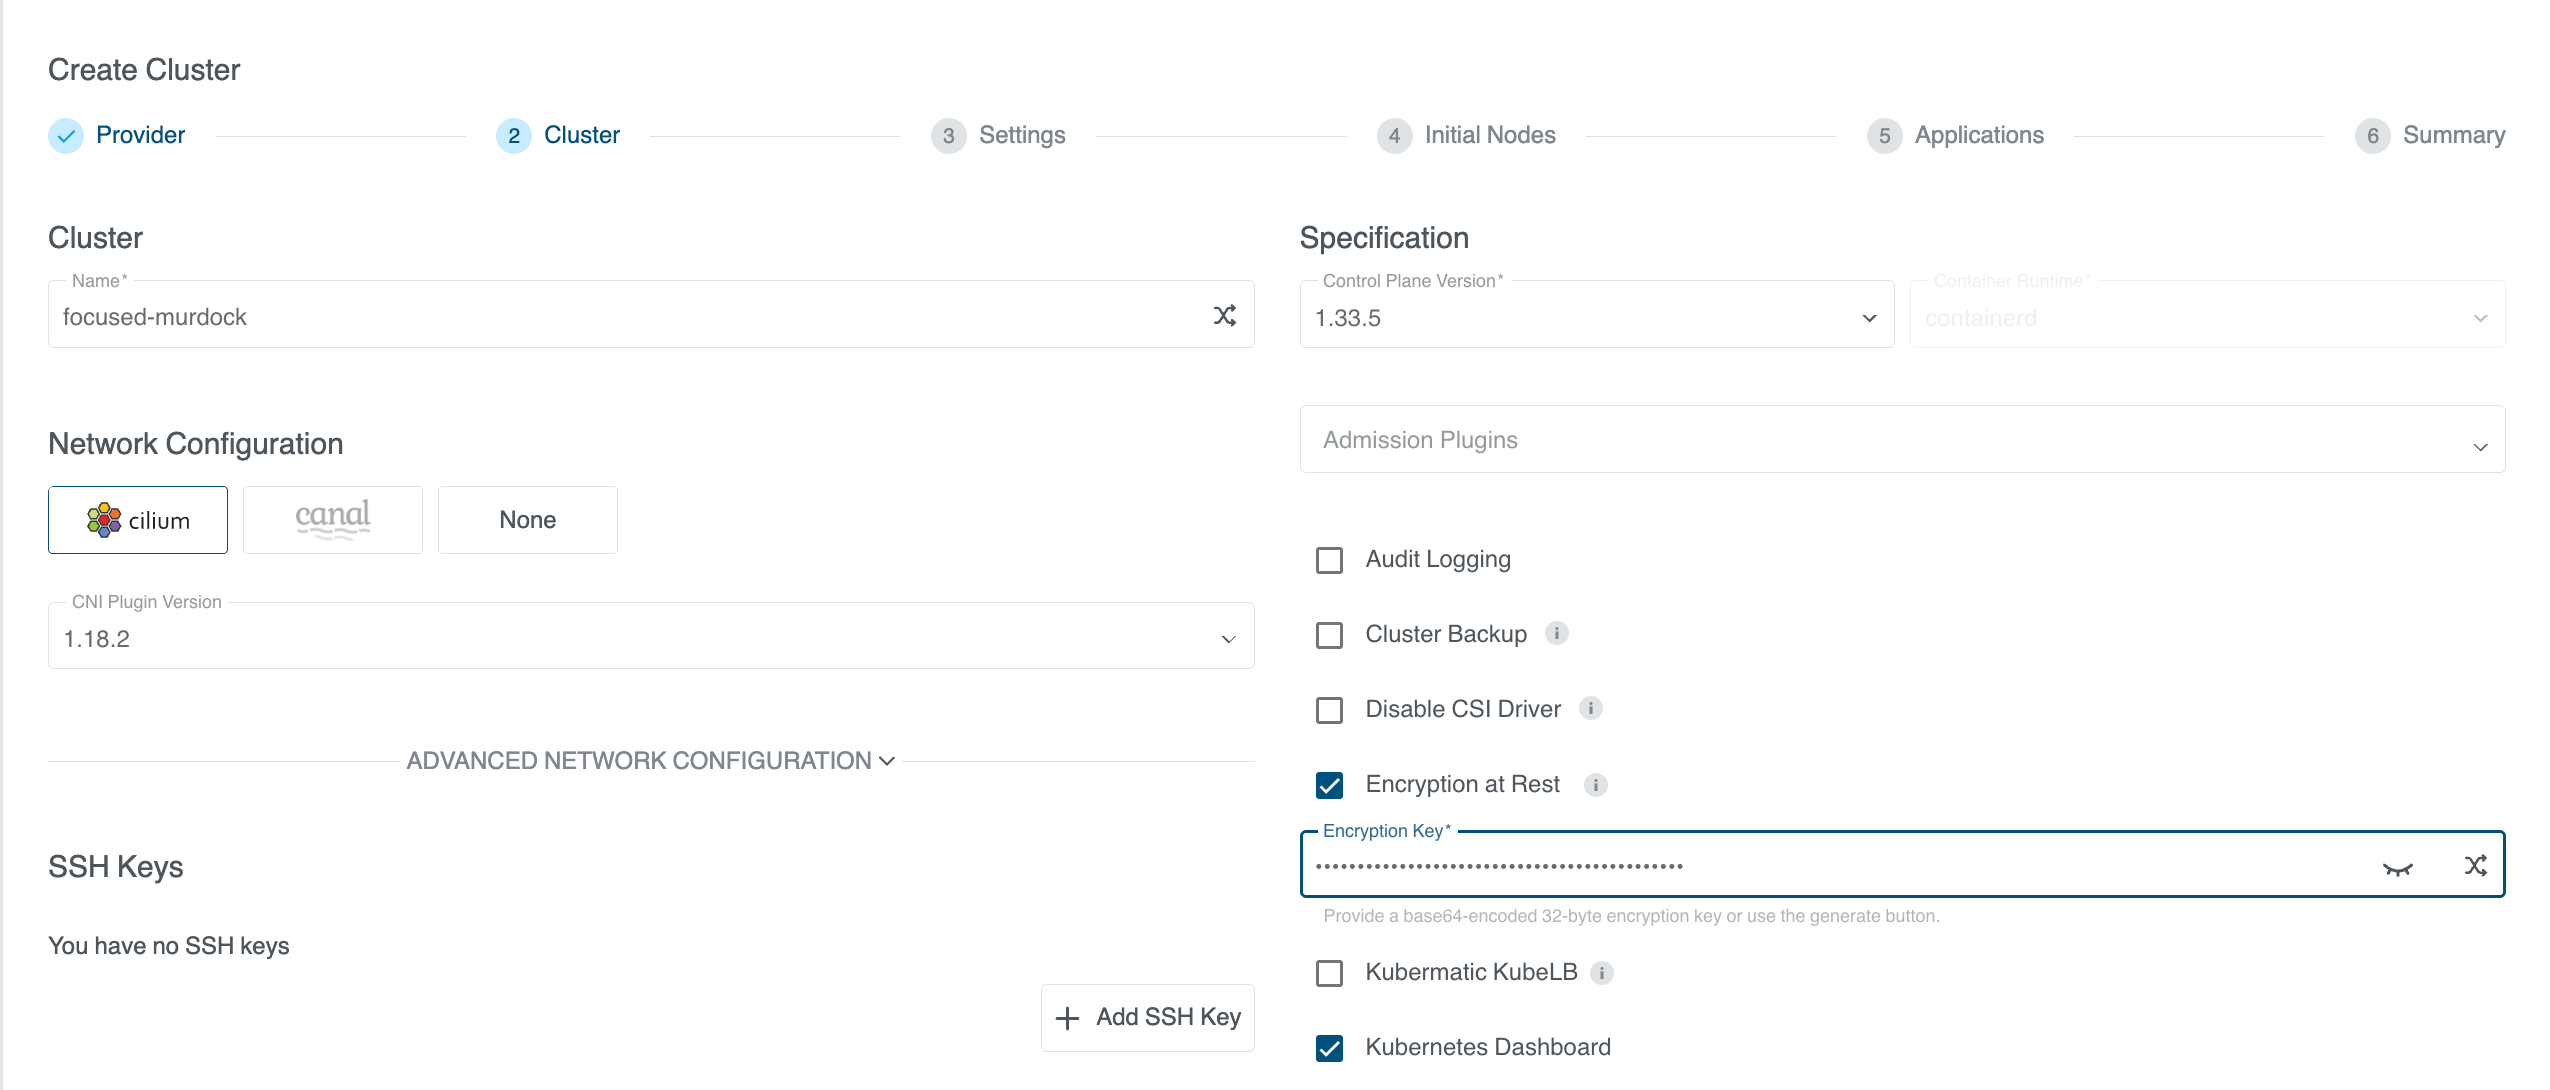 Create Cluster
Provider
2 Cluster
3 Settings
4 Initial Nodes
5 Applications
6 Summary
Cluster
Name*
focused-murdock
Network Configuration
cilium
canal
None
CNI Plugin Version
1.18.2
ADVANCED NETWORK CONFIGURATION
SSH Keys
You have no SSH keys
Add SSH Key
Specification
Control Plane Version*
1.33.5
Container Runtime*
containerd
Admission Plugins
Audit Logging
Cluster Backup
Disable CSI Driver
Encryption at Rest
Encryption Key*
Provide a base64-encoded 32-byte encryption key or use the generate button.
Kubermatic KubeLB
Kubernetes Dashboard